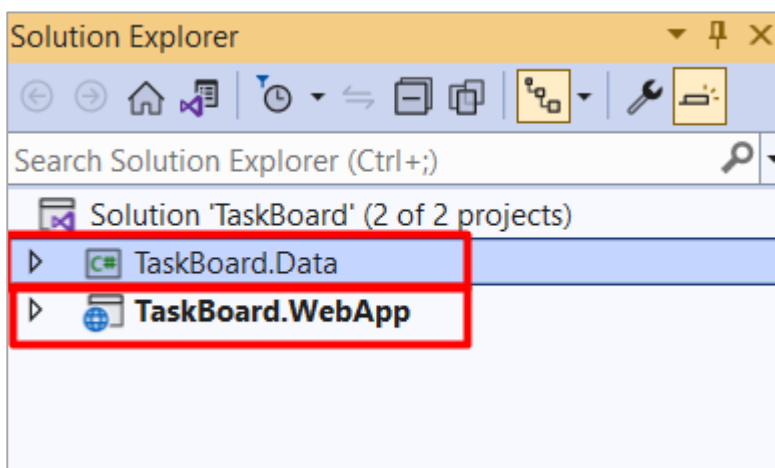 Solution Explorer
Search Solution Explorer (Ctrl+;)
Solution 'TaskBoard' (2 of 2 projects)
C# TaskBoard.Data
TaskBoard.WebApp